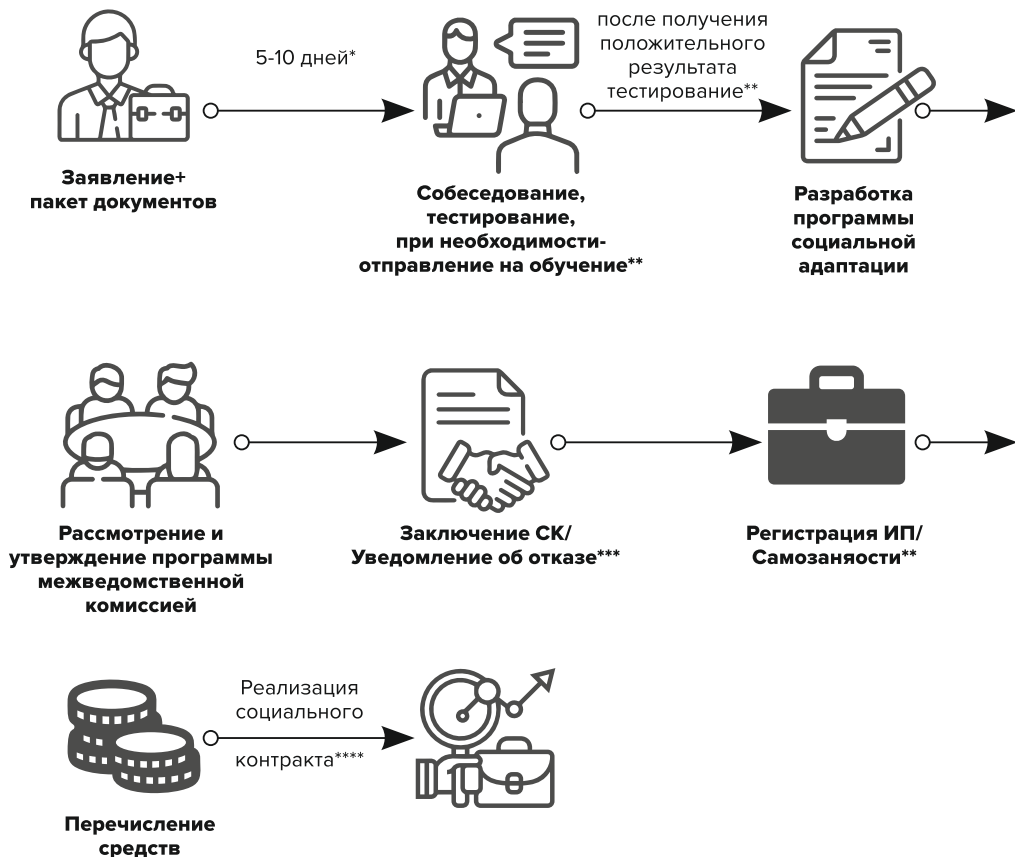 5-10 дней*
после получения
положительного
результата
тестирование**
Заявление+
пакет документов
Собеседование,
тестирование,
при необходимости-
отправление на обучение**
Разработка
программы
социальной
адаптации
Рассмотрение и
утверждение программы
межведомственной
комиссией
Заключение СК/
Уведомление об отказе***
Регистрация ИП/
Самозаняости**
Перечисление
средств
Реализация
социального
контракта****